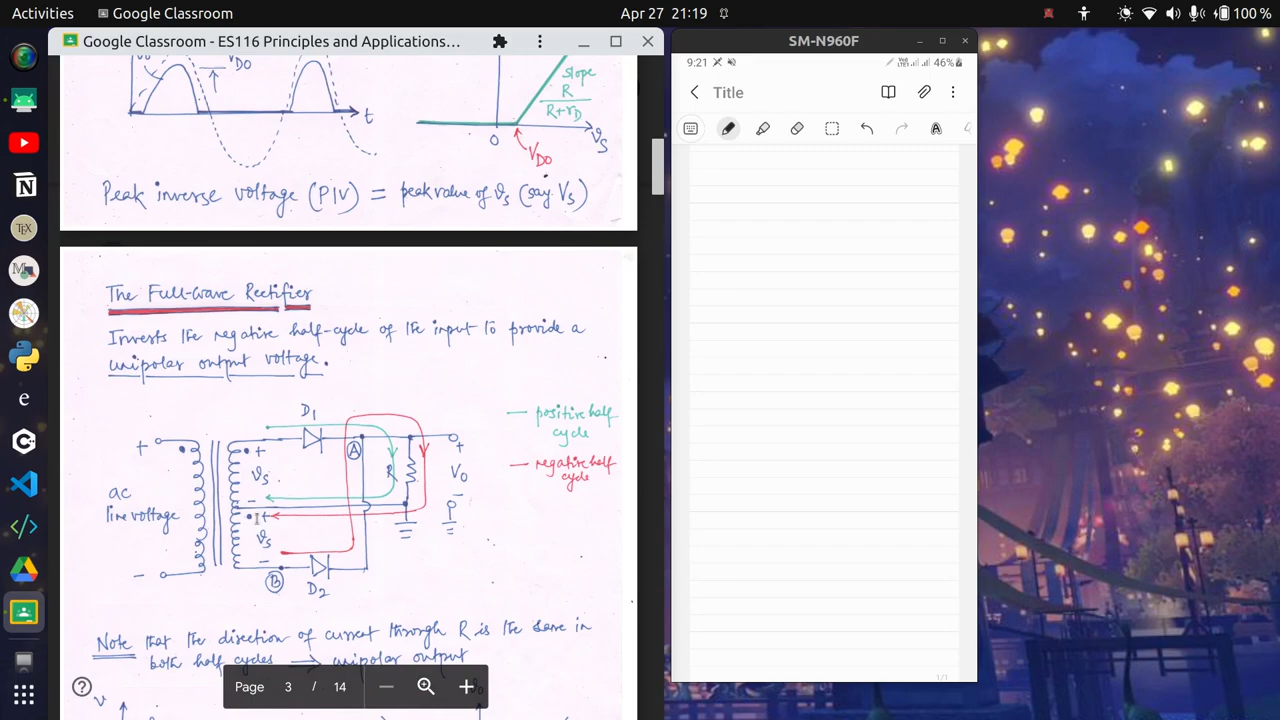 Activities
Google Classroom
Apr 27 21:19
100 %
Google Classroom - ES116 Principles and Applications…
VDO
t
slope
R
R+rD
0
vS
VDO
Peak inverse voltage (PIV) = peak value of vs (say Vs)
The Full-Wave Rectifier
Inverts the negative half-cycle of the input to provide a
unipolar output voltage.
D1
— positive half
cycle
— negative half
cycle
+
+
A
+
vs
R
Vo
ac
line voltage
−
−
+
vs
−
−
B
D2
Note that the direction of current through R is the same in
both half cycles ⟹ unipolar output
Page 3 / 14
v
SM-N960F
9:21
46%
Title
1/1
TEX